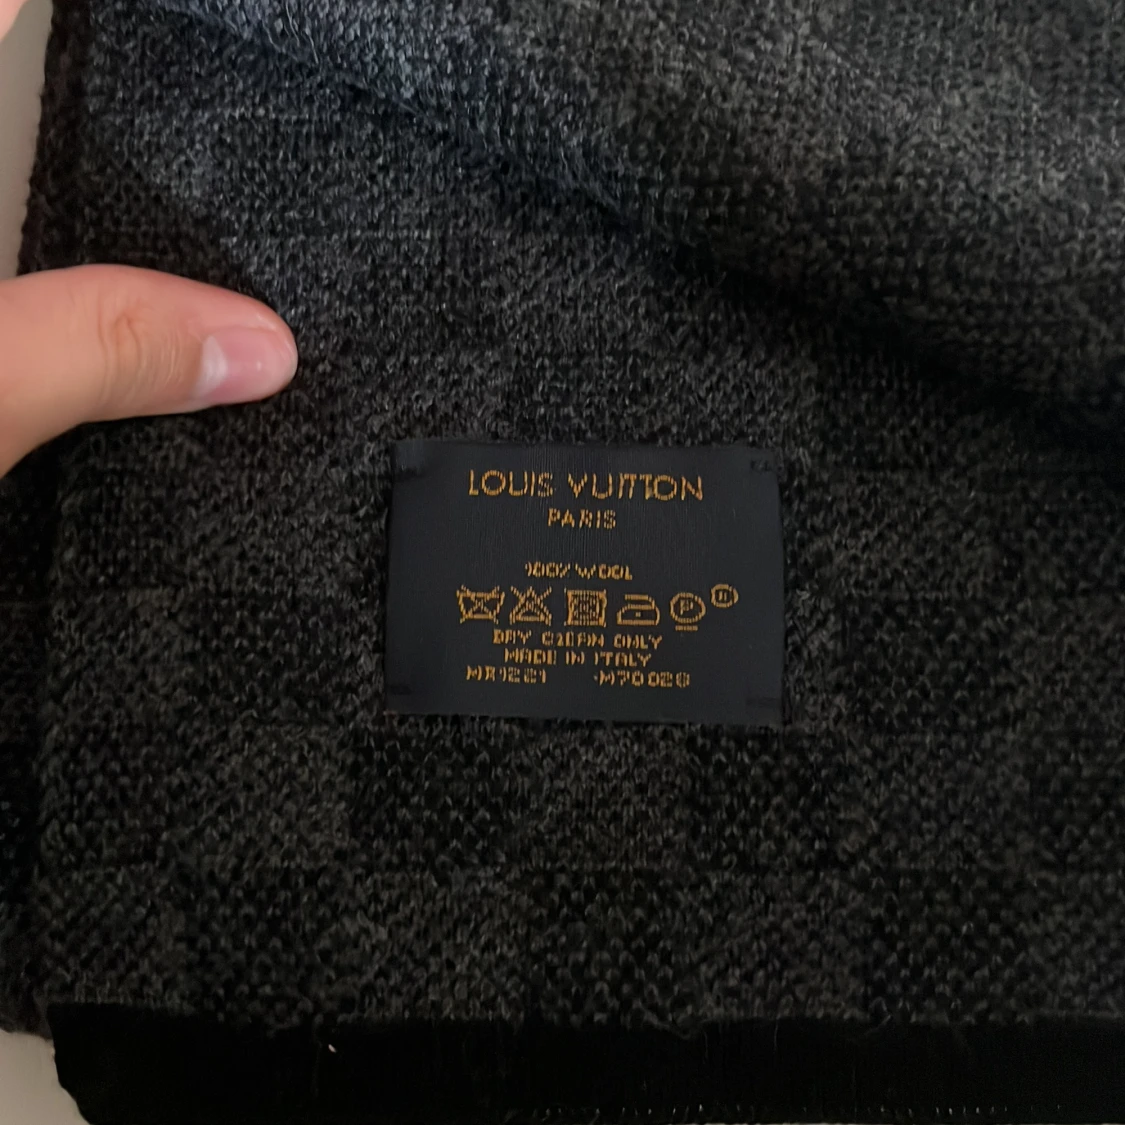 LOUIS VUITTON
PARIS
100% WOOL
P
DRY CLEAN ONLY
MADE IN ITALY
M70028